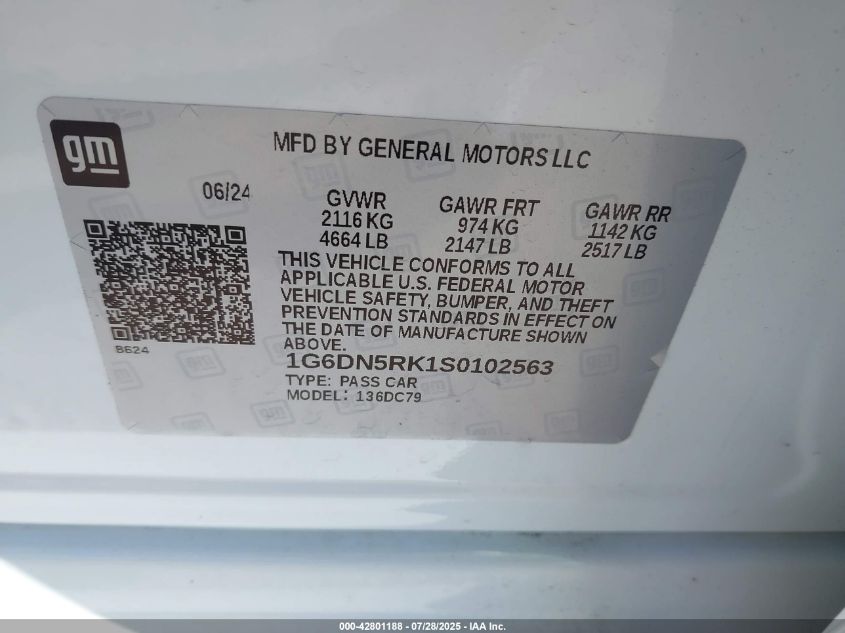 gm
MFD BY GENERAL MOTORS LLC
06/24
GVWR
2116 KG
4664 LB
GAWR FRT
974 KG
2147 LB
GAWR RR
1142 KG
2517 LB
THIS VEHICLE CONFORMS TO ALL
APPLICABLE U.S. FEDERAL MOTOR
VEHICLE SAFETY, BUMPER, AND THEFT
PREVENTION STANDARDS IN EFFECT ON
THE DATE OF MANUFACTURE SHOWN
ABOVE.
8624
1G6DN5RK1S0102563
TYPE: PASS CAR
MODEL: 136DC79
000-42801188 - 07/28/2025 - IAA Inc.